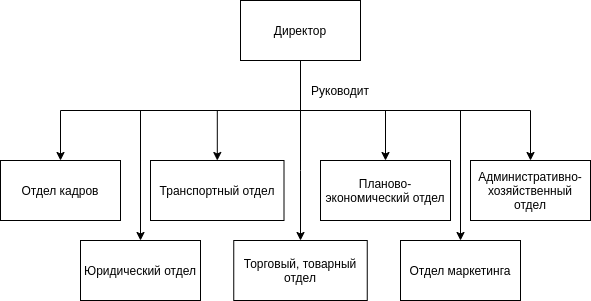 Директор
Руководит
Отдел кадров
Транспортный отдел
Планово-
экономический отдел
Административно-
хозяйственный
отдел
Юридический отдел
Торговый, товарный
отдел
Отдел маркетинга